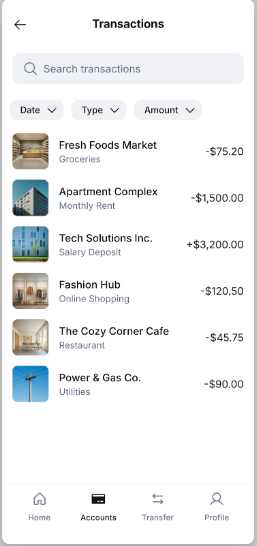 Transactions
Search transactions
Date Type Amount
Fresh Foods Market
Groceries
-$75.20
Apartment Complex
Monthly Rent
-$1,500.00
Tech Solutions Inc.
Salary Deposit
+$3,200.00
Fashion Hub
Online Shopping
-$120.50
The Cozy Corner Cafe
Restaurant
-$45.75
Power & Gas Co.
Utilities
-$90.00
Home Accounts Transfer Profile